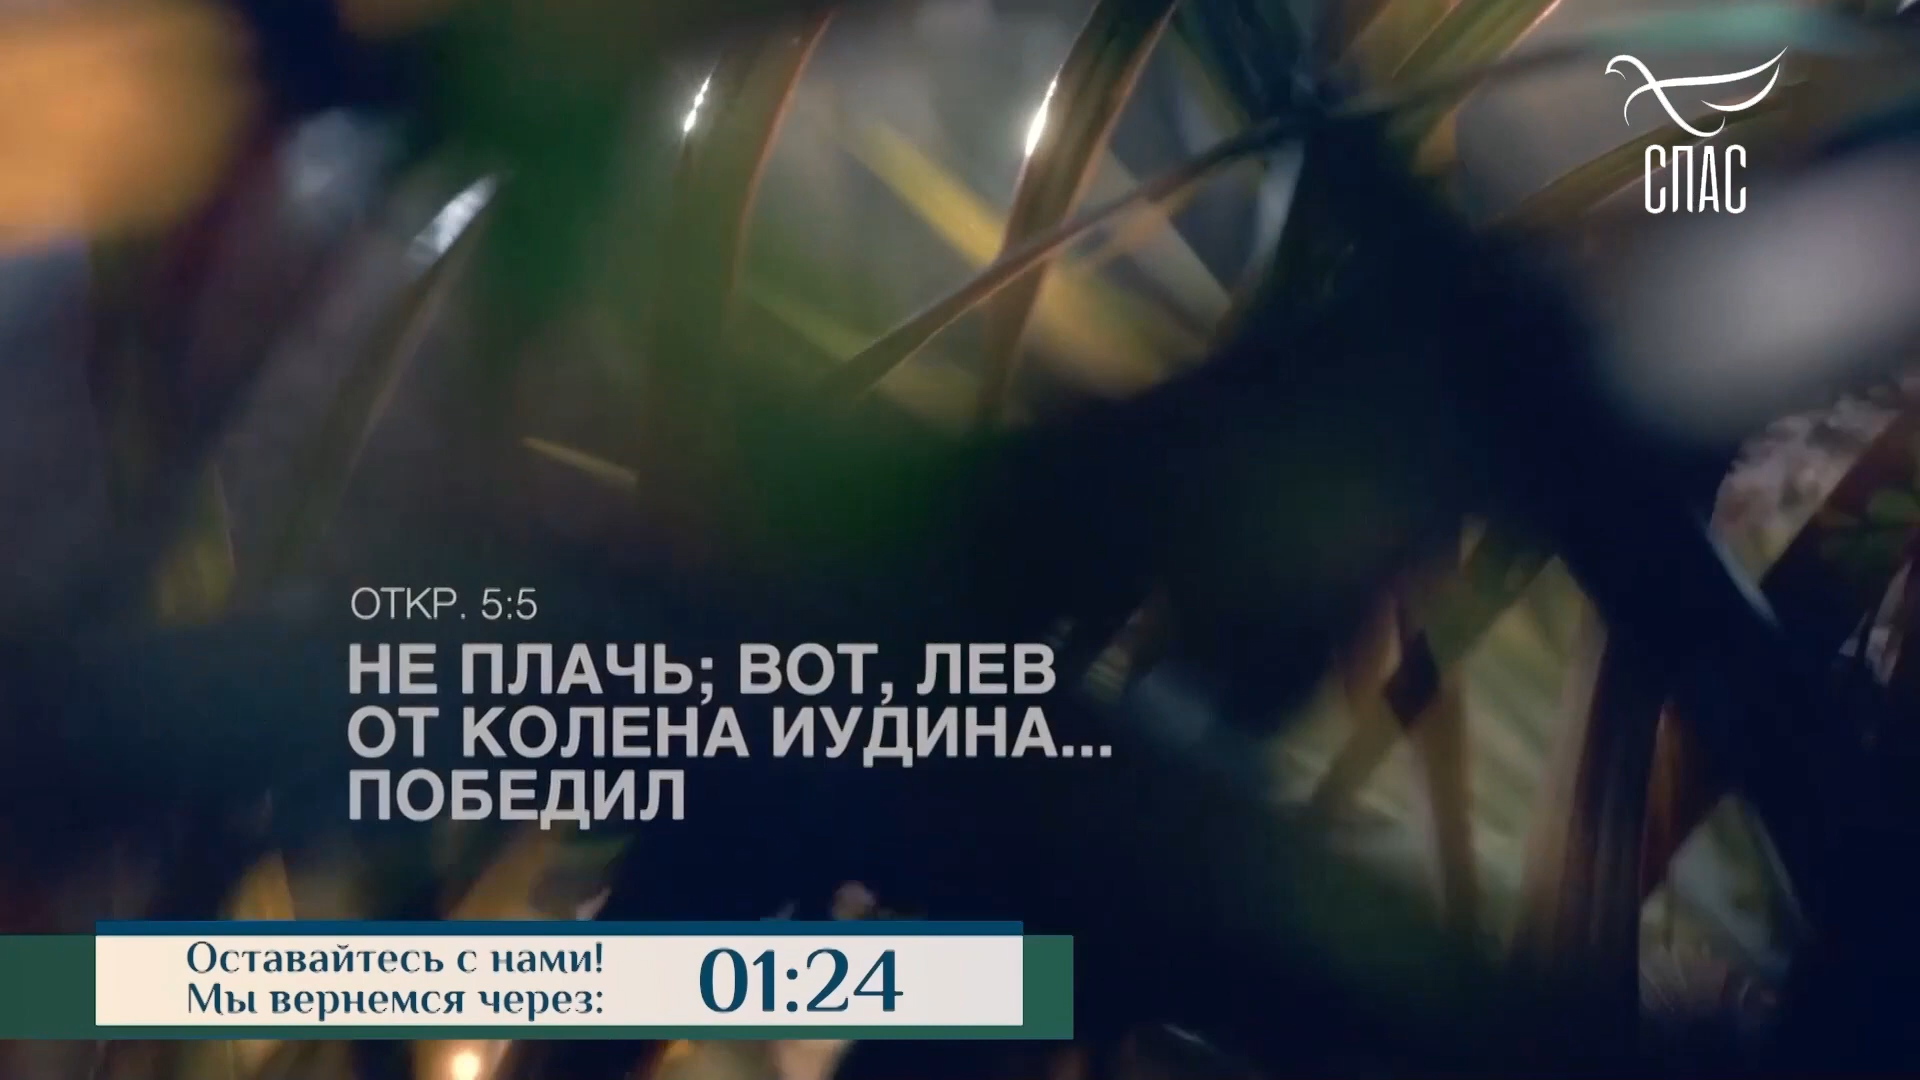 СПАС
ОТКР. 5:5
НЕ ПЛАЧЬ; ВОТ, ЛЕВ
ОТ КОЛЕНА ИУДИНА...
ПОБЕДИЛ
Оставайтесь с нами!
Мы вернемся через:
01:24